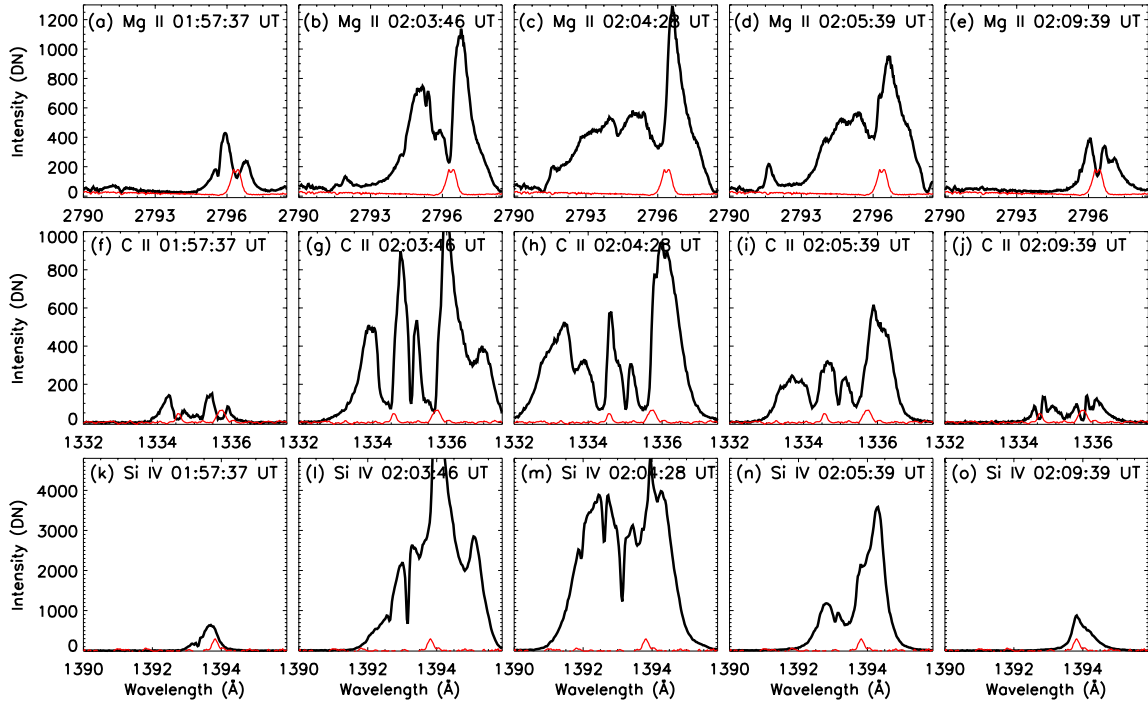 (a) Mg II 01:57:37 UT
(b) Mg II 02:03:46 UT
(c) Mg II 02:04:28 UT
(d) Mg II 02:05:39 UT
(e) Mg II 02:09:39 UT
Intensity (DN)
1200
1000
800
600
400
200
0
2790 2793 2796
2790 2793 2796
2790 2793 2796
2790 2793 2796
2790 2793 2796
(f) C II 01:57:37 UT
(g) C II 02:03:46 UT
(h) C II 02:04:28 UT
(i) C II 02:05:39 UT
(j) C II 02:09:39 UT
Intensity (DN)
1000
800
600
400
200
0
1332 1334 1336
1332 1334 1336
1332 1334 1336
1332 1334 1336
1332 1334 1336
(k) Si IV 01:57:37 UT
(l) Si IV 02:03:46 UT
(m) Si IV 02:04:28 UT
(n) Si IV 02:05:39 UT
(o) Si IV 02:09:39 UT
Intensity (DN)
4000
3000
2000
1000
0
1390 1392 1394
1390 1392 1394
1390 1392 1394
1390 1392 1394
1390 1392 1394
Wavelength (Å)
Wavelength (Å)
Wavelength (Å)
Wavelength (Å)
Wavelength (Å)